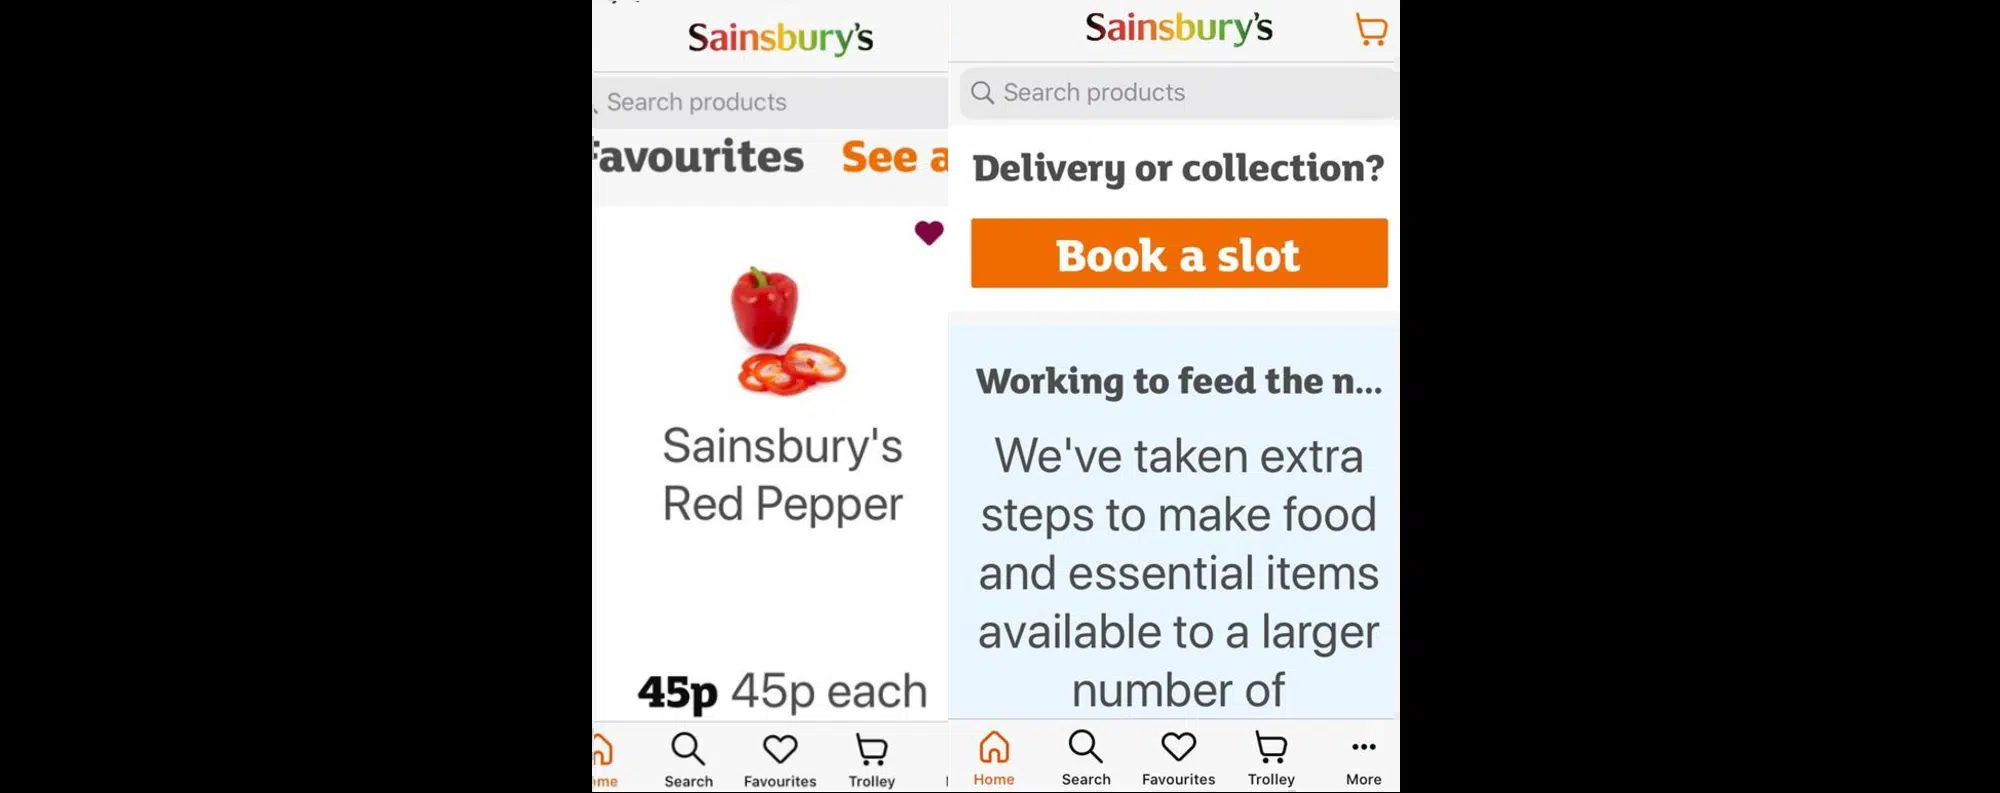 Sainsbury's
Search products
Favourites See a
Sainsbury's
Red Pepper
45p 45p each
Search Favourites Trolley
Sainsbury's
Search products
Delivery or collection?
Book a slot
Working to feed the n...
We've taken extra
steps to make food
and essential items
available to a larger
number of
Home Search Favourites Trolley More